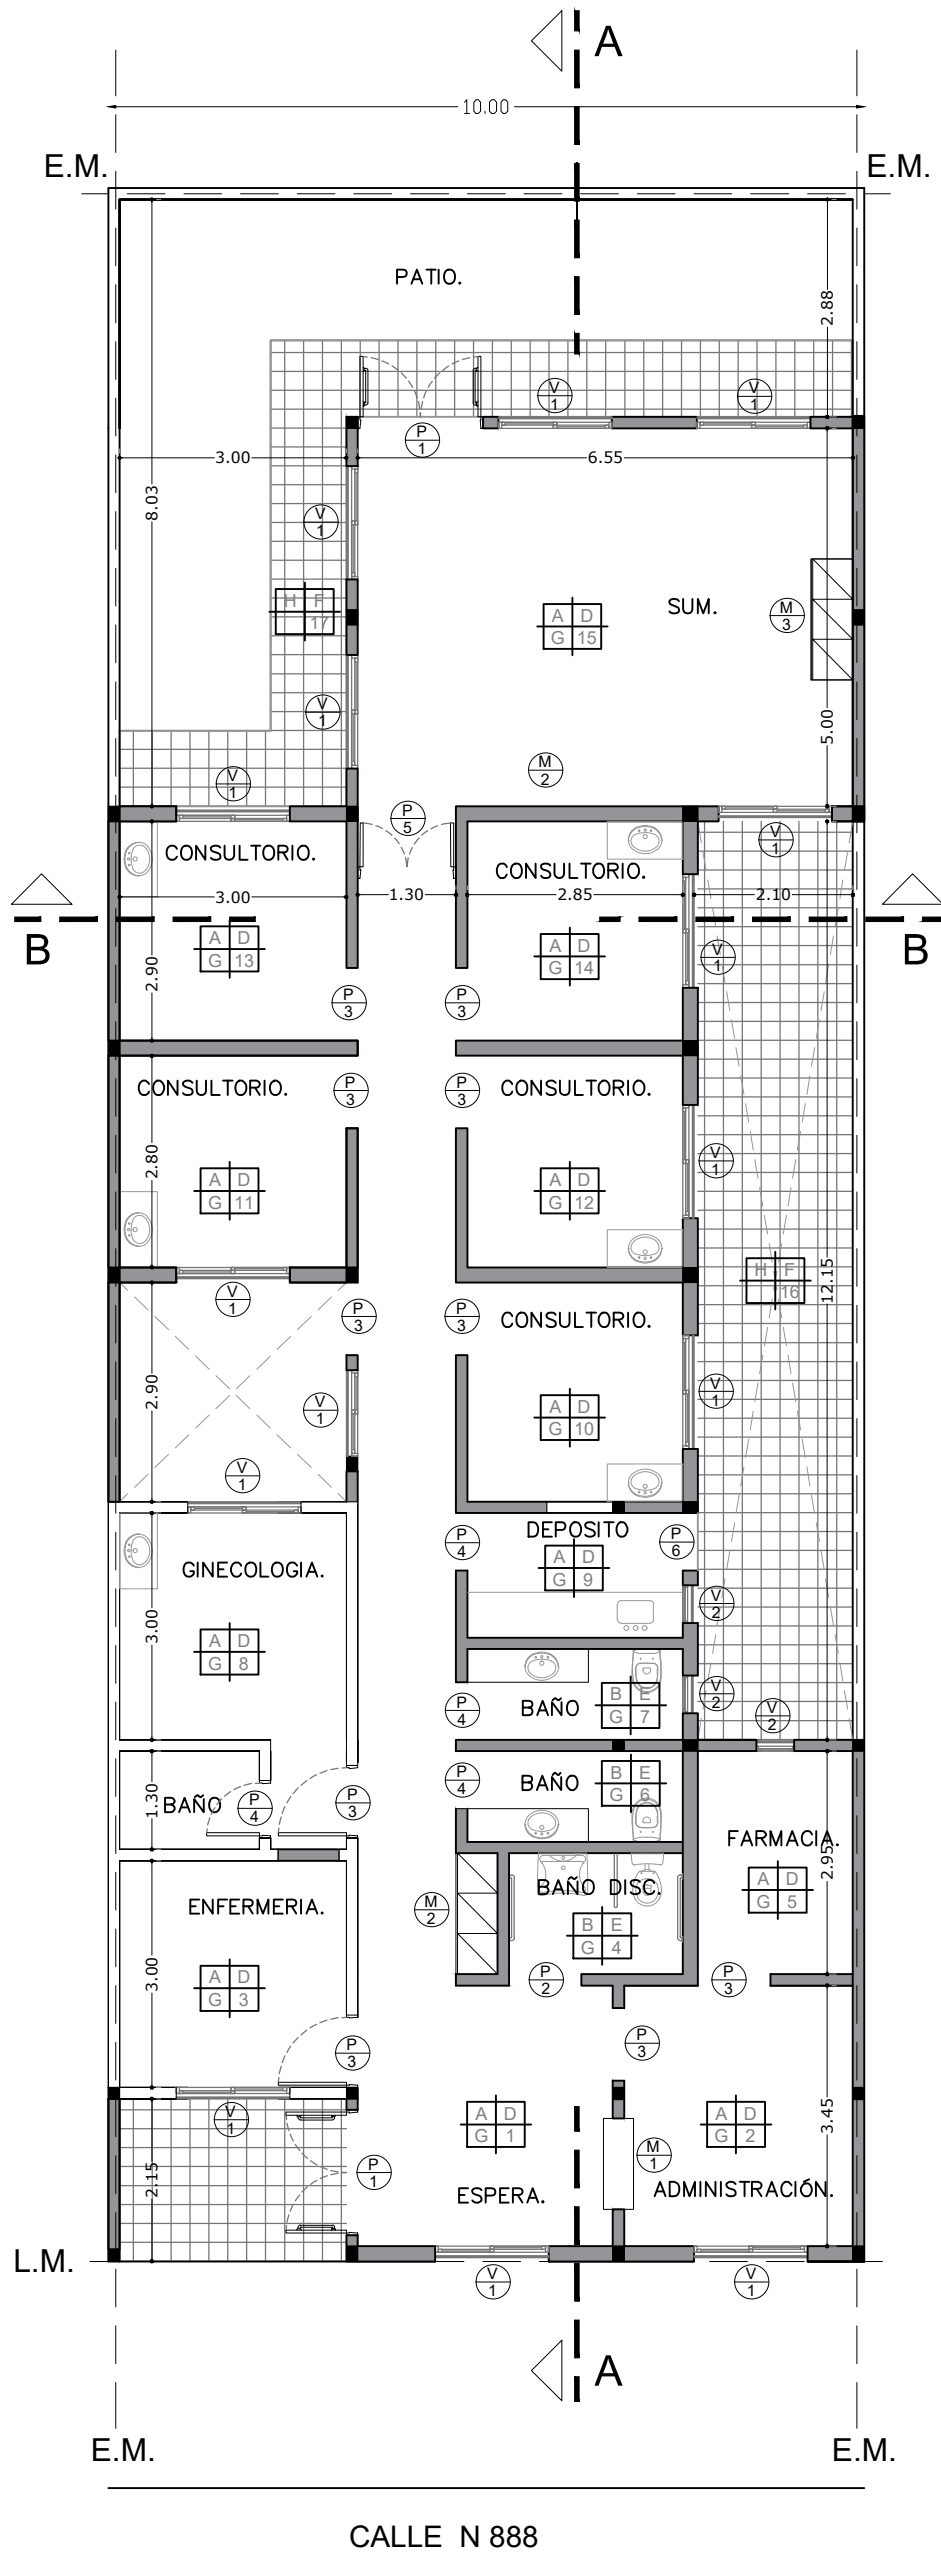 A
10.00
E.M.
E.M.
PATIO.
2.88
V
1
V
1
P
1
3.00
6.55
8.03
V
1
H F
17
A D
G 15
SUM.
M
3
V
1
5.00
M
2
V
1
P
5
V
1
CONSULTORIO.
CONSULTORIO.
3.00
1.30
2.85
2.10
B
B
A D
G 13
A D
G 14
V
1
2.90
P
3
P
3
CONSULTORIO.
P
3
P
3
CONSULTORIO.
2.80
V
1
A D
G 11
A D
G 12
H F
16
12.15
V
1
P
3
P
3
CONSULTORIO.
2.90
V
1
A D
G 10
V
1
V
1
DEPOSITO
P
4
P
6
A D
G 9
GINECOLOGIA.
3.00
V
2
A D
G 8
V
2
P
4
BAÑO
B E
G 7
V
2
1.30
BAÑO
P
4
P
3
P
4
BAÑO
B E
G 6
FARMACIA.
2.95
BAÑO DISC.
A D
G 5
ENFERMERIA.
M
2
B E
G 4
3.00
A D
G 3
P
2
P
3
P
3
P
3
V
1
A D
G 1
A D
G 2
3.45
2.15
P
1
M
1
ESPERA.
ADMINISTRACIÓN.
L.M.
V
1
V
1
A
E.M.
E.M.
CALLE N 888